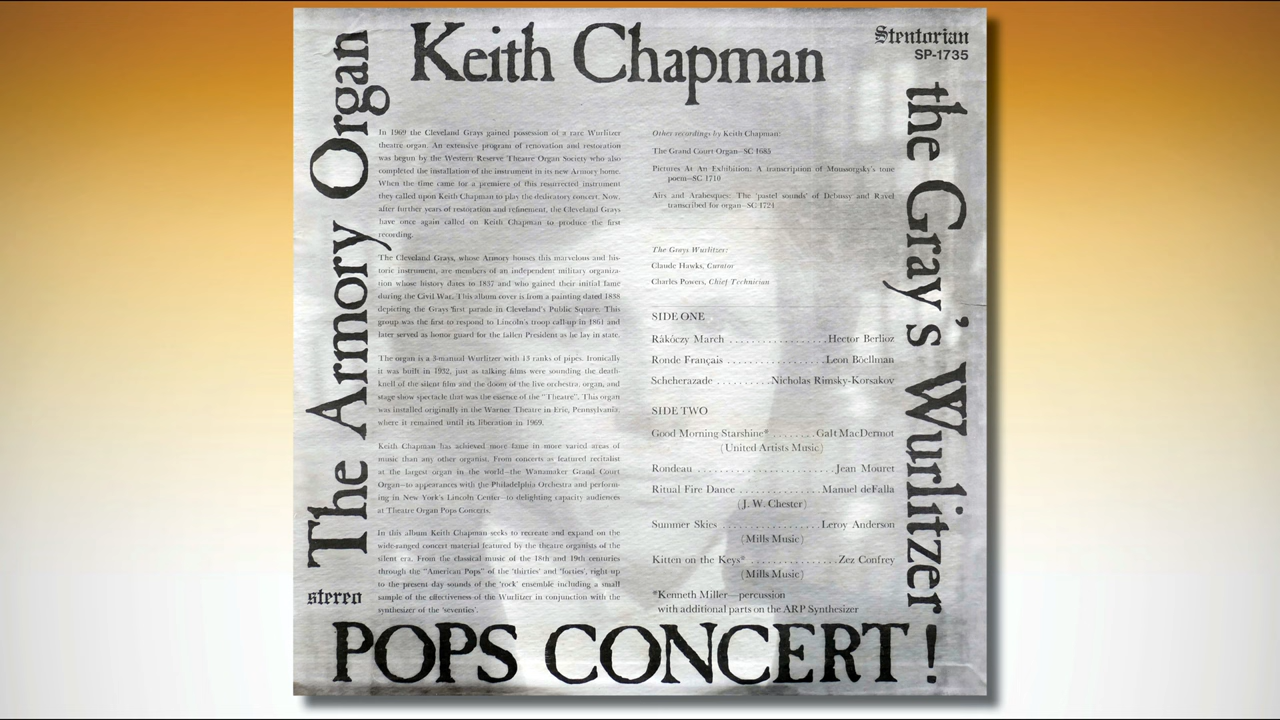 Keith Chapman
Stentorian
SP-1735
The Armory Organ
the Gray's Wurlitzer
In 1969 the Cleveland Grays gained possession of a rare Wurlitzer
theatre organ. An extensive program of renovation and restoration
was begun by the Western Reserve Theatre Organ Society who also
completed the installation of the instrument in its new Armory home.
When the time came for a premiere of this resurrected instrument
they called upon Keith Chapman to play the dedicatory concert. Now,
after further years of restoration and refinement, the Cleveland Grays
have once again called on Keith Chapman to produce the first
recording.
The Cleveland Grays, whose Armory houses this marvelous and his-
toric instrument, are members of an independent military organiza-
tion whose history dates to 1837 and who gained their initial fame
during the Civil War. This album cover is from a painting dated 1858
depicting the Grays first parade in Cleveland's Public Square. This
group was the first to respond to Lincoln's troop call-up in 1861 and
later served as honor guard for the fallen President as he lay in state.
The organ is a 3-manual Wurlitzer with 15 ranks of pipes. Ironically
it was built in 1932, just as talking films were sounding the death-
knell of the silent film and the doom of the live orchestra, organ, and
stage show spectacle that was the essence of the "Theatre". This organ
was installed originally in the Warner Theatre in Erie, Pennsylvania,
where it remained until its liberation in 1969.
Keith Chapman has achieved more fame in more varied areas of
music than any other organist. From concerts as featured recitalist
at the largest organ in the world—the Wanamaker Grand Court
Organ—to appearances with the Philadelphia Orchestra and perform-
ing in New York's Lincoln Center—to delighting capacity audiences
at Theatre Organ Pops Concerts.
In this album Keith Chapman seeks to recreate and expand on the
wide-ranged concert material featured by the theatre organists of the
silent era. From the classical music of the 18th and 19th centuries
through the "American Pops" of the 'thirties' and 'forties', right up
to the present day sounds of the 'rock' ensemble including a small
sample of the effectiveness of the Wurlitzer in conjunction with the
synthesizer of the 'seventies'.
Other recordings by Keith Chapman:
The Grand Court Organ—SC 1685
Pictures At An Exhibition: A transcription of Moussorgsky's tone
poem—SC 1710
Airs and Arabesques: The 'pastel sounds' of Debussy and Ravel
transcribed for organ—SC 1724
The Grays Wurlitzer:
Claude Hawks, Curator
Charles Powers, Chief Technician
SIDE ONE
Rákòczy March ..................Hector Berlioz
Ronde Français ..................Leon Böellman
Scheherazade ..........Nicholas Rimsky-Korsakov
SIDE TWO
Good Morning Starshine* ........Galt MacDermot
(United Artists Music)
Rondeau .........................Jean Mouret
Ritual Fire Dance ...........Manuel deFalla
(J. W. Chester)
Summer Skies ..................Leroy Anderson
(Mills Music)
Kitten on the Keys* ...............Zez Confrey
(Mills Music)
*Kenneth Miller—percussion
with additional parts on the ARP Synthesizer
stereo
POPS CONCERT!